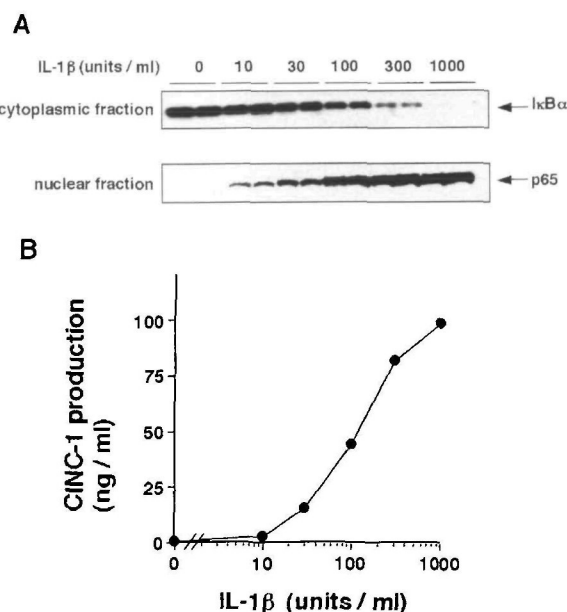 A
IL-1β (units / ml) 0 10 30 100 300 1000
cytoplasmic fraction IκBα
nuclear fraction p65
B
CINC-1 production
(ng / ml)
100
75
50
25
0
0 10 100 1000
IL-1β (units / ml)